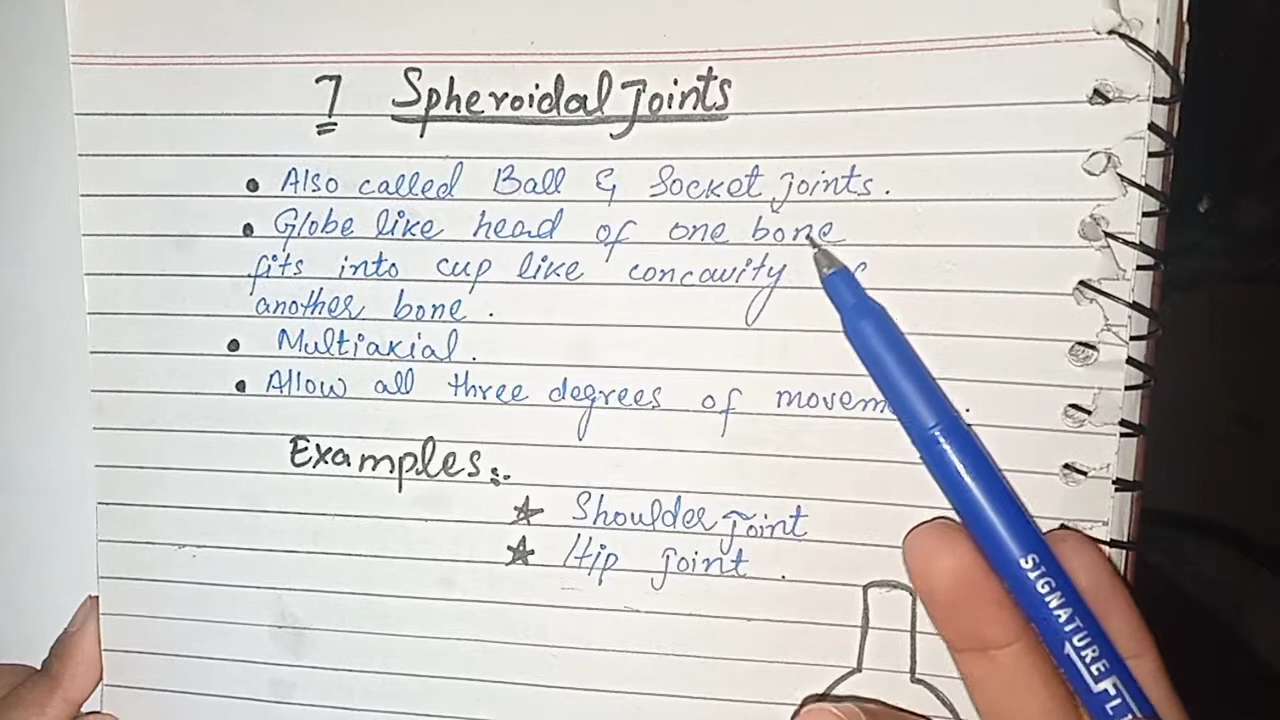 7 Spheroidal Joints
• Also called Ball & Socket joints.
• Globe like head of one bone
fits into cup like concavity
another bone.
• Multiaxial.
• Allow all three degrees of movem
Examples:-
★ Shoulder joint
★ Hip joint.
SIGNATURE